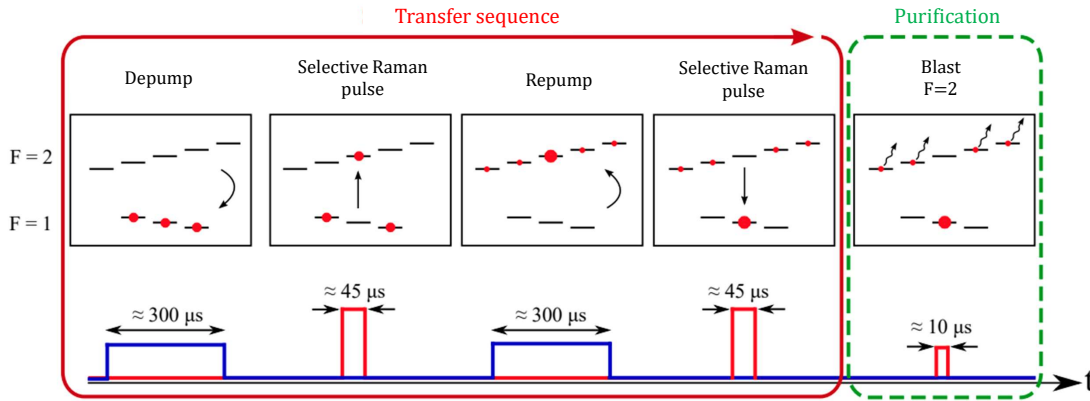 Transfer sequence
Purification
Depump
Selective Raman
pulse
Repump
Selective Raman
pulse
Blast
F=2
F = 2
F = 1
≈ 300 μs
≈ 45 μs
≈ 300 μs
≈ 45 μs
≈ 10 μs
t